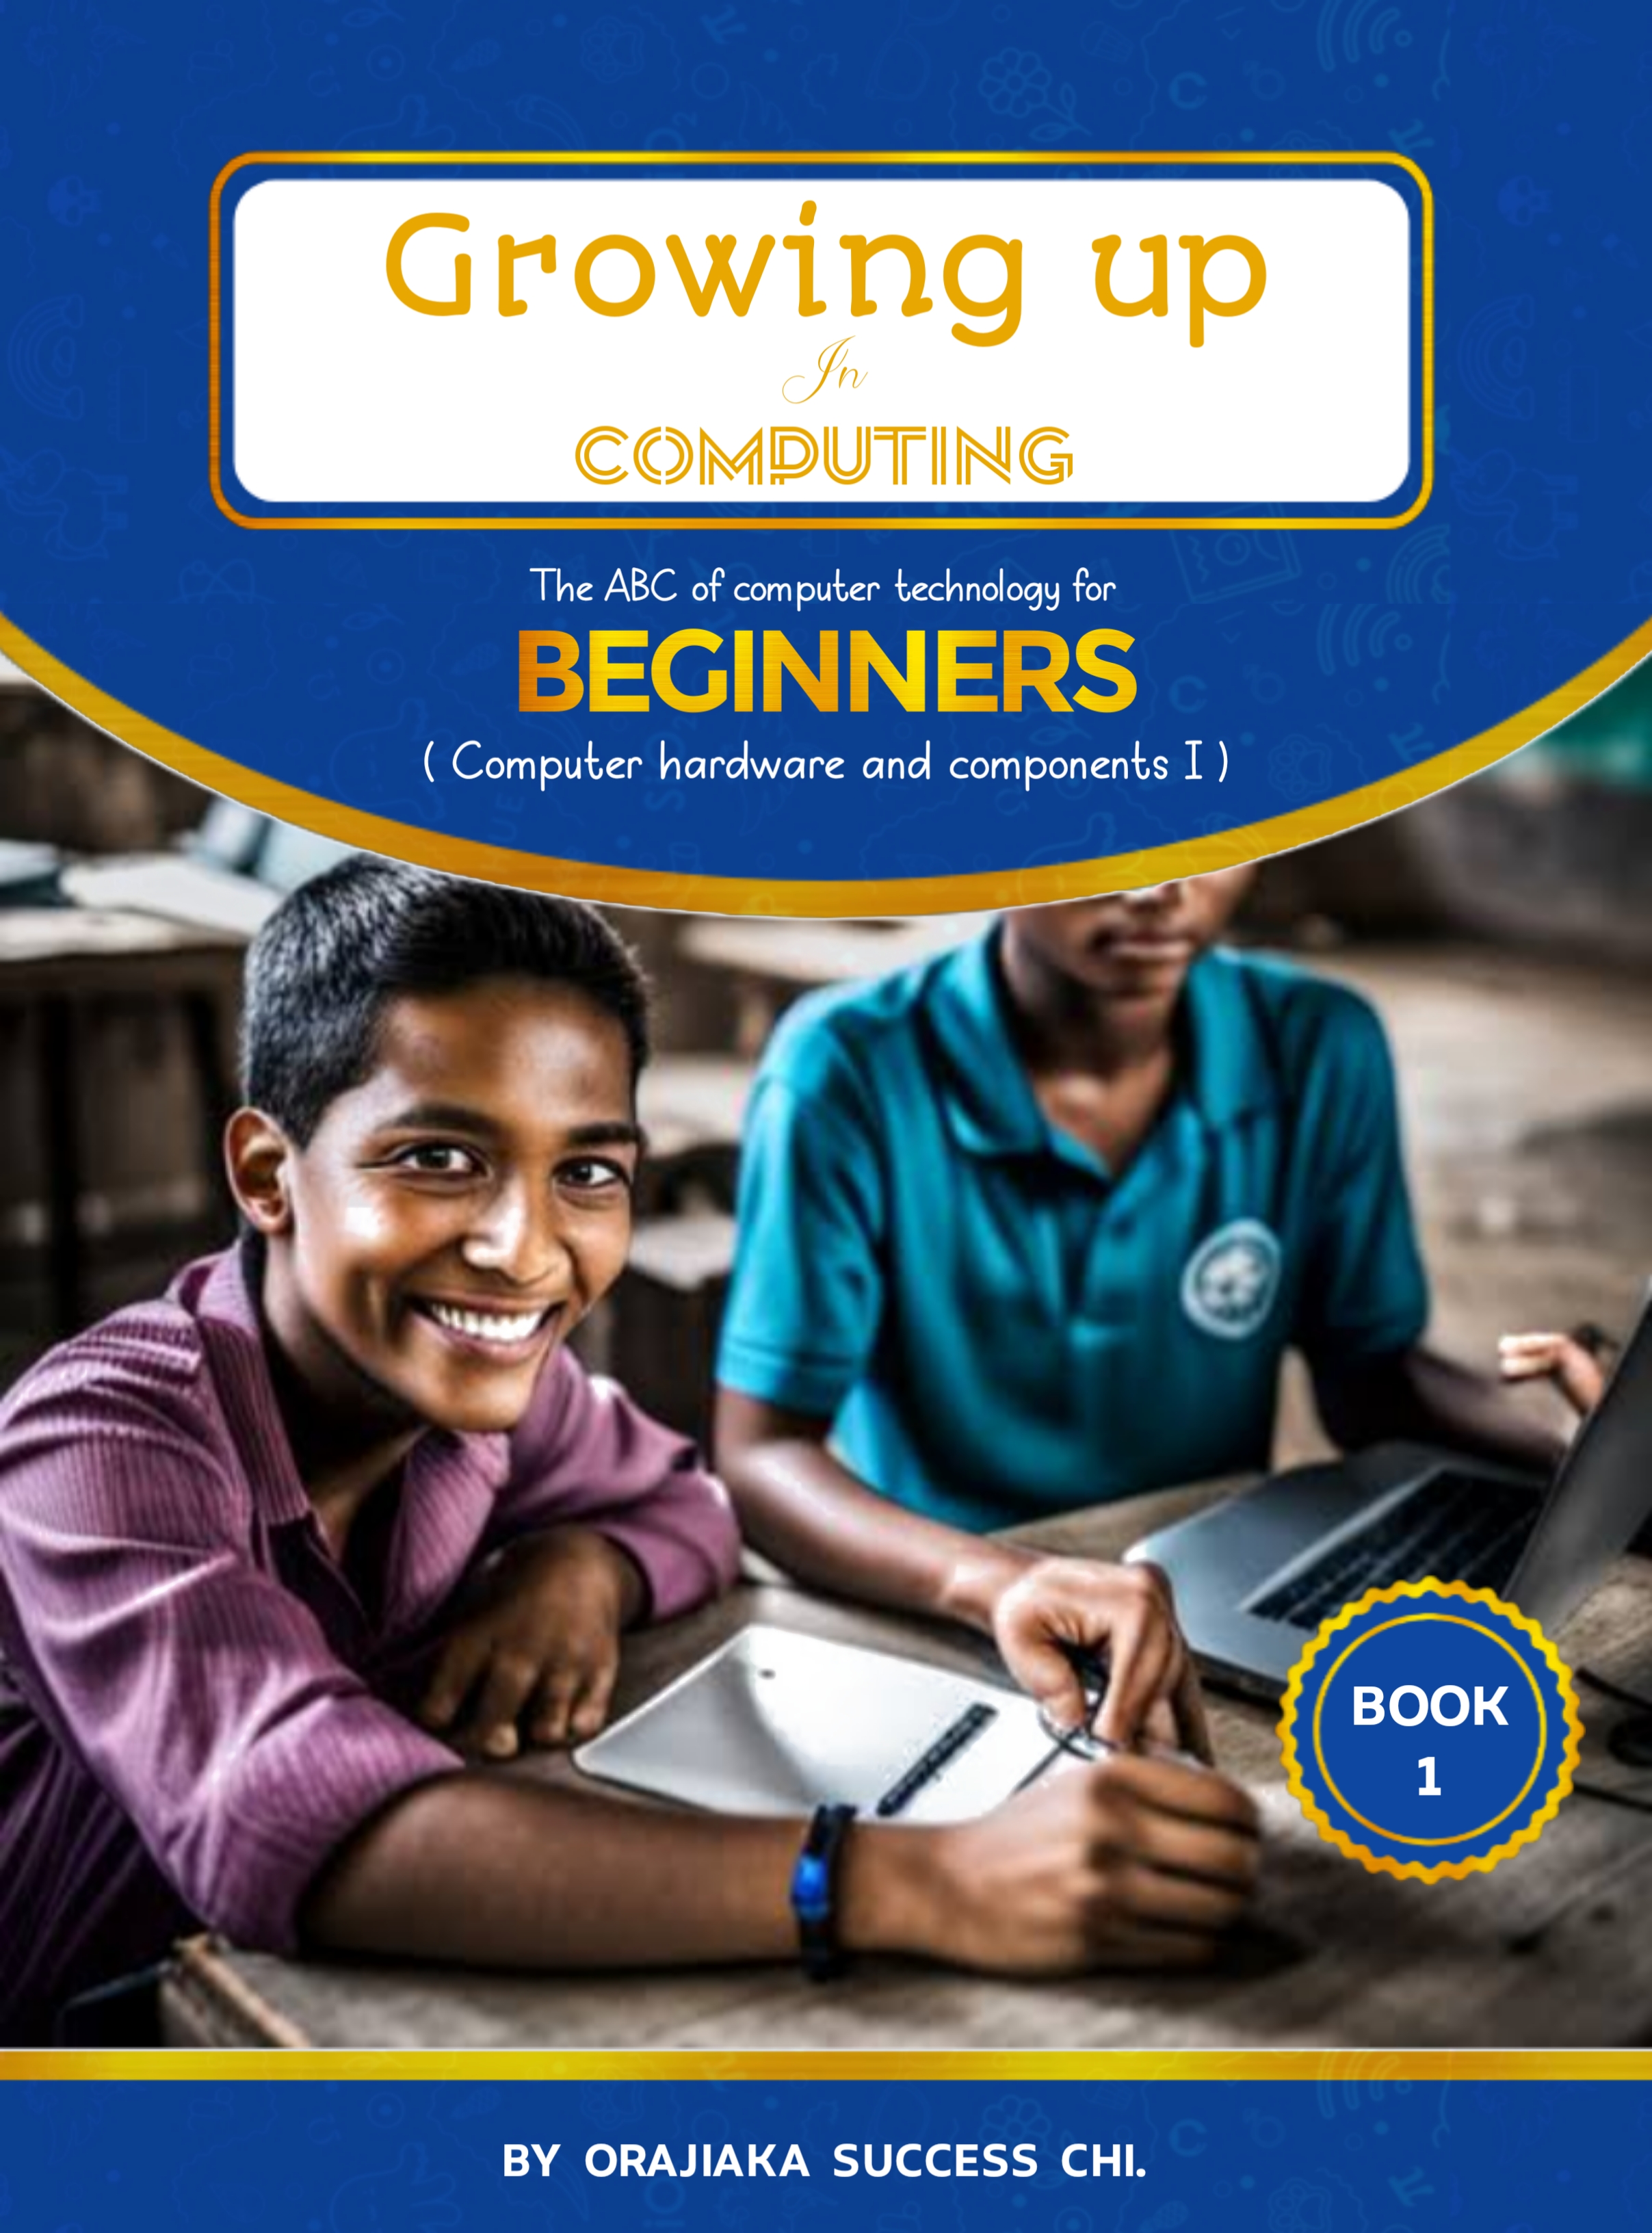 Growing up
In
COMPUTING
The ABC of computer technology for
BEGINNERS
( Computer hardware and components I )
BOOK
1
BY ORAJIAKA SUCCESS CHI.